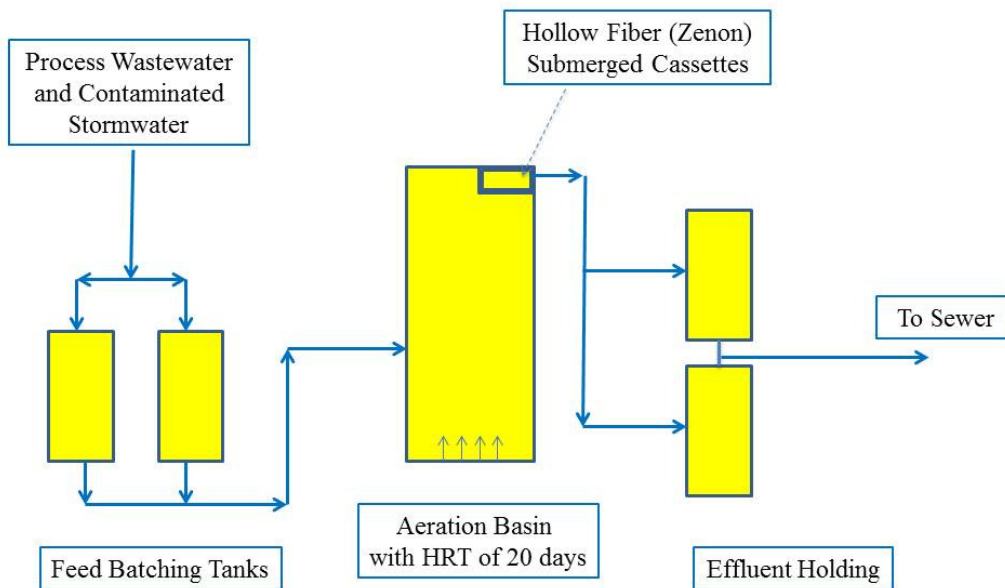 Hollow Fiber (Zenon)
Submerged Cassettes
Process Wastewater
and Contaminated
Stormwater
To Sewer
Feed Batching Tanks
Aeration Basin
with HRT of 20 days
Effluent Holding